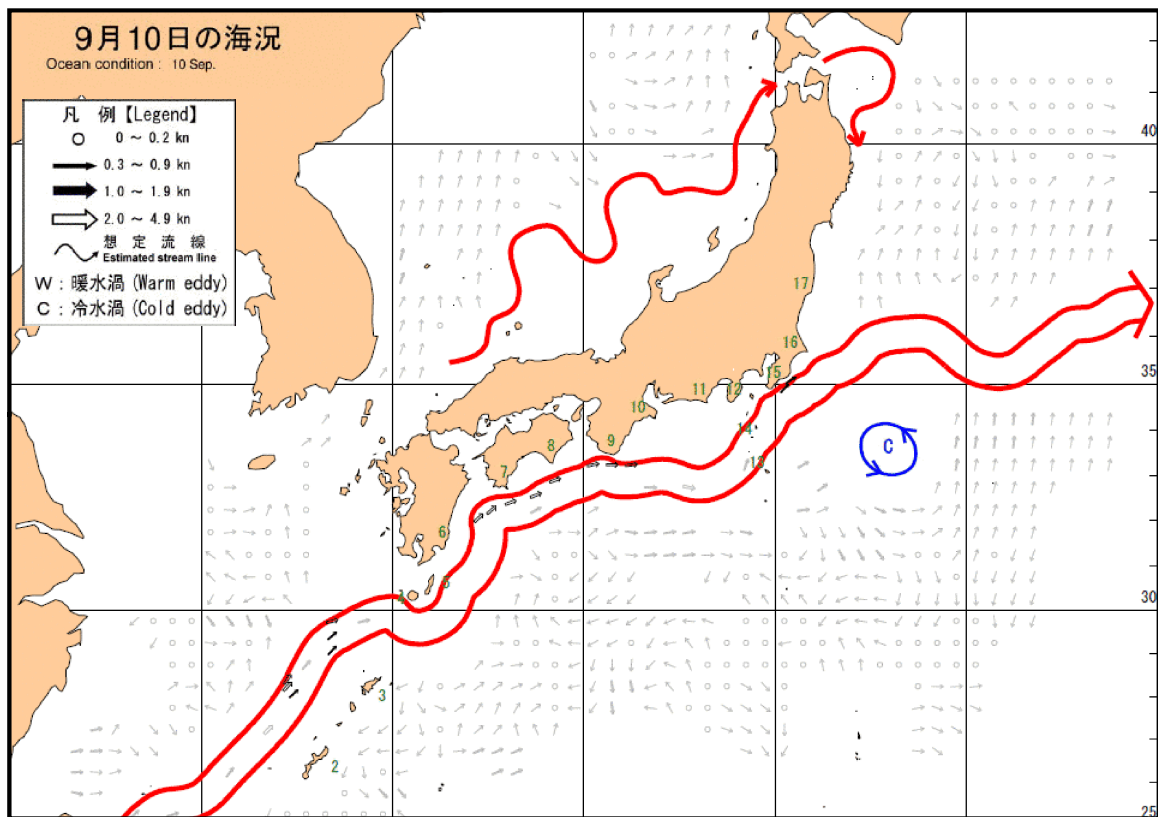 9月10日の海況
Ocean condition : 10 Sep.
凡 例【Legend】
0 ～ 0.2 kn
0.3 ～ 0.9 kn
1.0 ～ 1.9 kn
2.0 ～ 4.9 kn
想 定 流 線
Estimated stream line
W : 暖水渦 (Warm eddy)
C : 冷水渦 (Cold eddy)
40
17
16
35
15
12
11
10
14
9
8
C
13
7
6
5
4
30
3
2
25